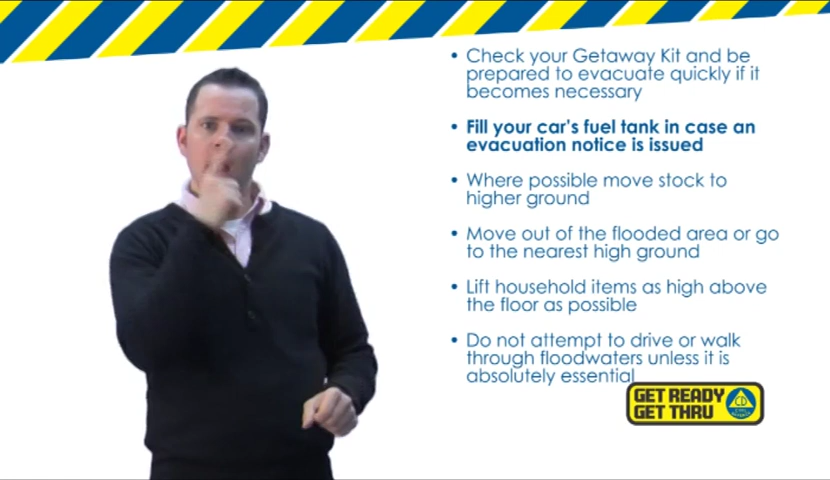 • Check your Getaway Kit and be
prepared to evacuate quickly if it
becomes necessary
• Fill your car's fuel tank in case an
evacuation notice is issued
• Where possible move stock to
higher ground
• Move out of the flooded area or go
to the nearest high ground
• Lift household items as high above
the floor as possible
• Do not attempt to drive or walk
through floodwaters unless it is
absolutely essential
GET READY
GET THRU
CD